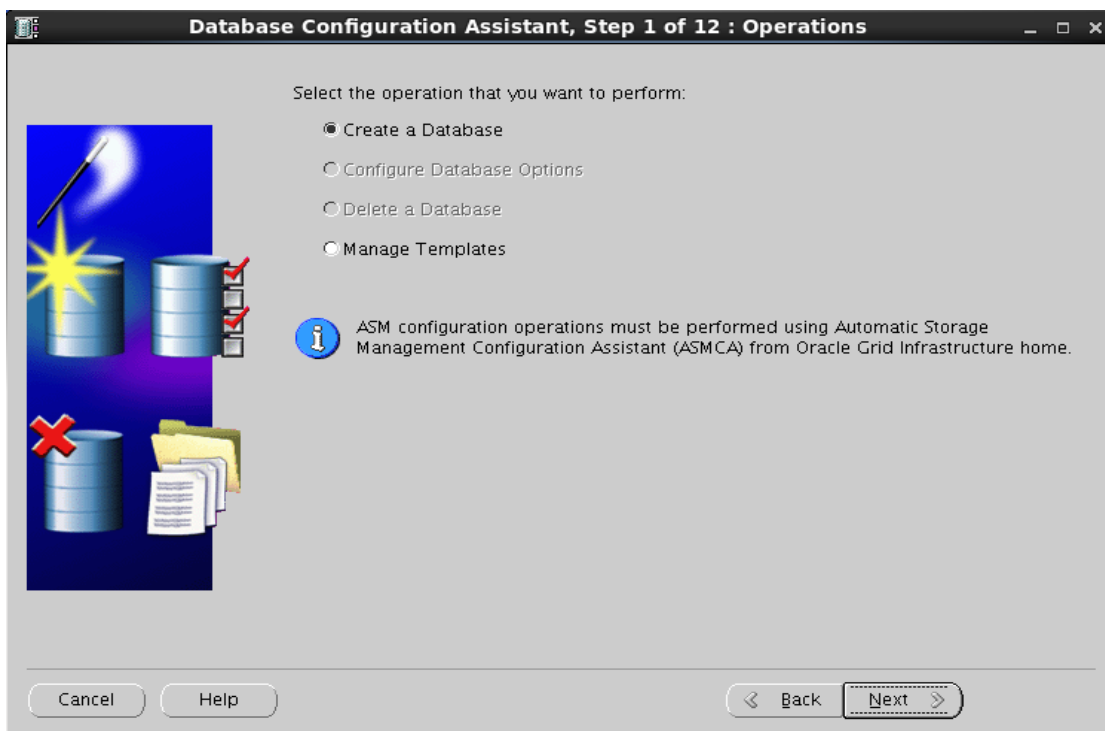 Database Configuration Assistant, Step 1 of 12 : Operations
Select the operation that you want to perform:
Create a Database
Configure Database Options
Delete a Database
Manage Templates
ASM configuration operations must be performed using Automatic Storage
Management Configuration Assistant (ASMCA) from Oracle Grid Infrastructure home.
Cancel
Help
Back
Next